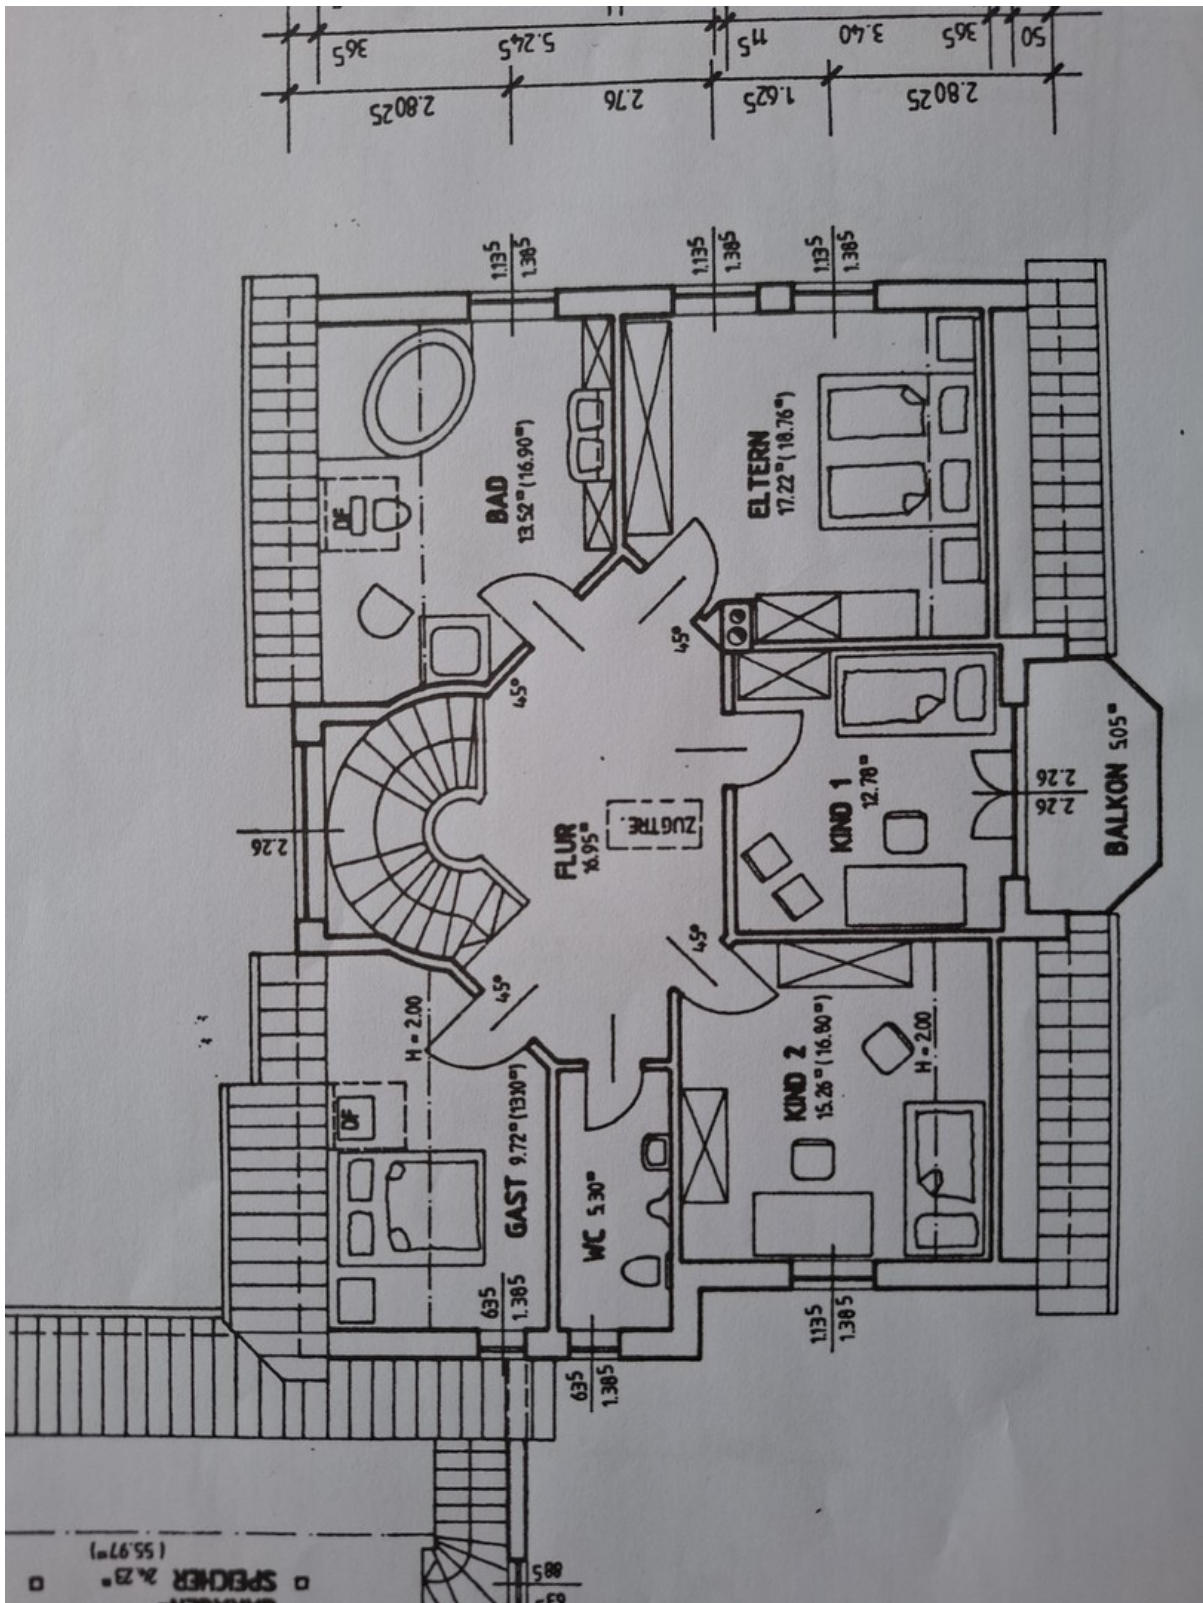 365
5.245
115
3.40
365
50
2.8025
2.76
1.625
2.8025
1.13⁵
1.38⁵
1.13⁵
1.38⁵
1.13⁵
1.38⁵
DF
BAD
13.52ᵐ (16.90ᵐ)
ELTERN
17.22ᵐ (18.76ᵐ)
45°
45°
2.26
FLUR
16.95ᵐ
ZUGTRE.
KIND 1
12.78ᵐ
2.26
2.26
BALKON 5.05ᵐ
45°
45°
H = 2.00
DF
GAST 9.72ᵐ (13.10ᵐ)
WC 5.30ᵐ
KIND 2
15.26ᵐ (16.80ᵐ)
H = 2.00
63⁵
1.38⁵
63⁵
1.38⁵
1.13⁵
1.38⁵
SPEICHER 24.23ᵐ
(55.97ᵐ)
88⁵